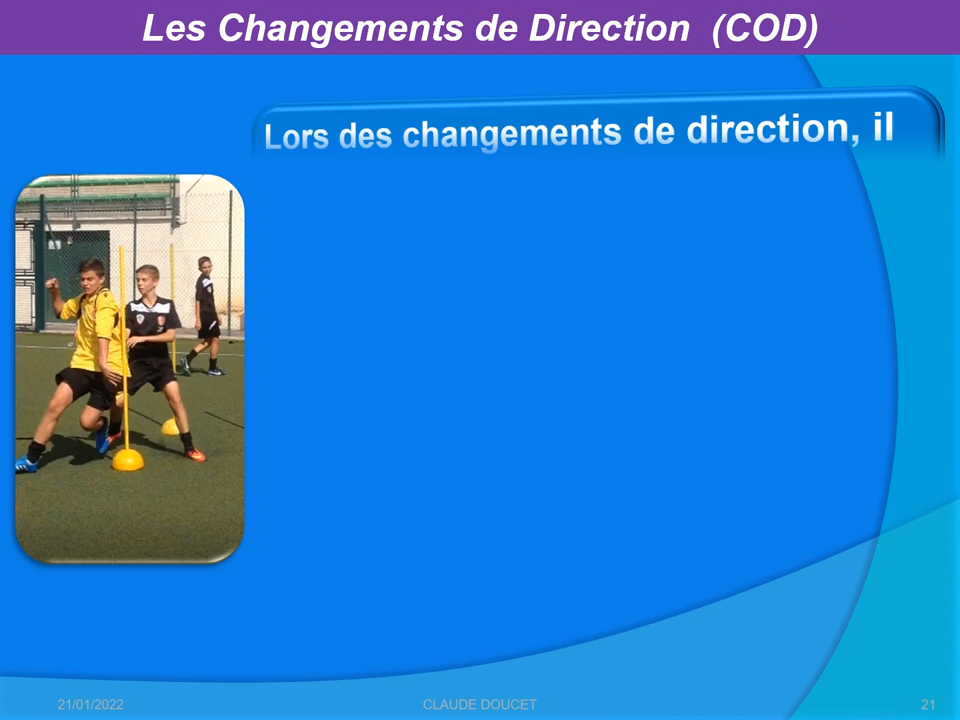 Les Changements de Direction (COD)
Lors des changements de direction, il
21/01/2022
CLAUDE DOUCET
21